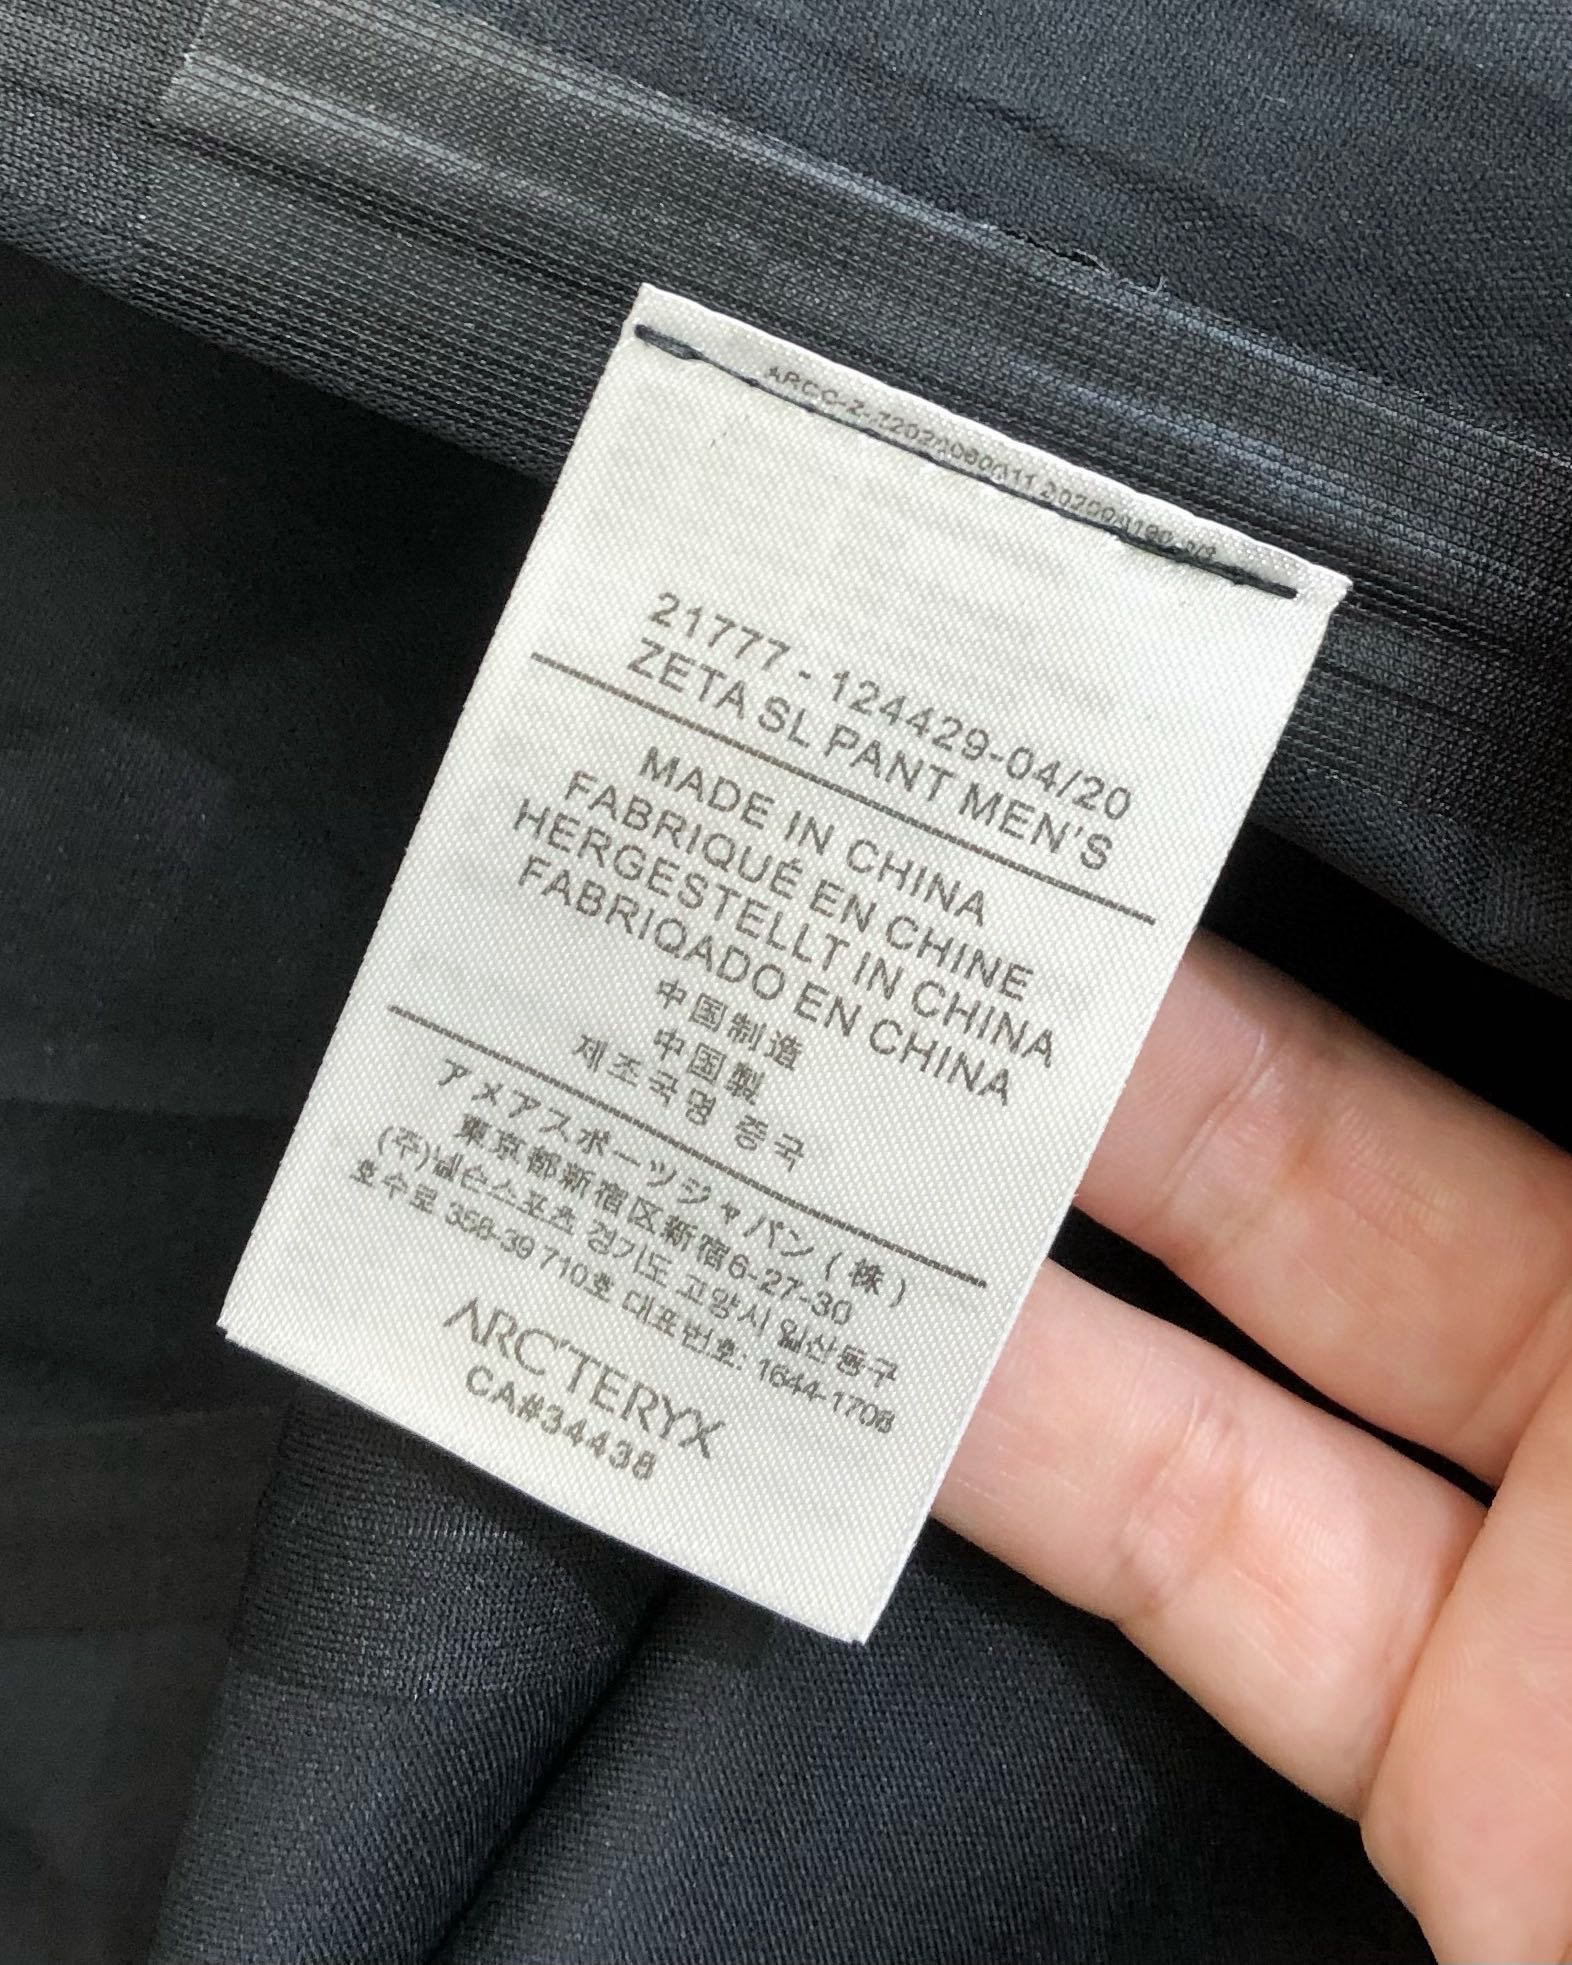 21777 - 124429-04/20
ZETA SL PANT MEN'S
MADE IN CHINA
FABRIQUÉ EN CHINE
HERGESTELLT IN CHINA
FABRIQADO EN CHINA
中国制造
中国製
제조국명 중국
アメアスポーツジャパン(株)
東京都新宿区新宿6-27-30
(주)넬슨스포츠 경기도 고양시 일산동구
호수로 358-39 710호 대표번호: 1644-1708
ARC'TERYX
CA#34438